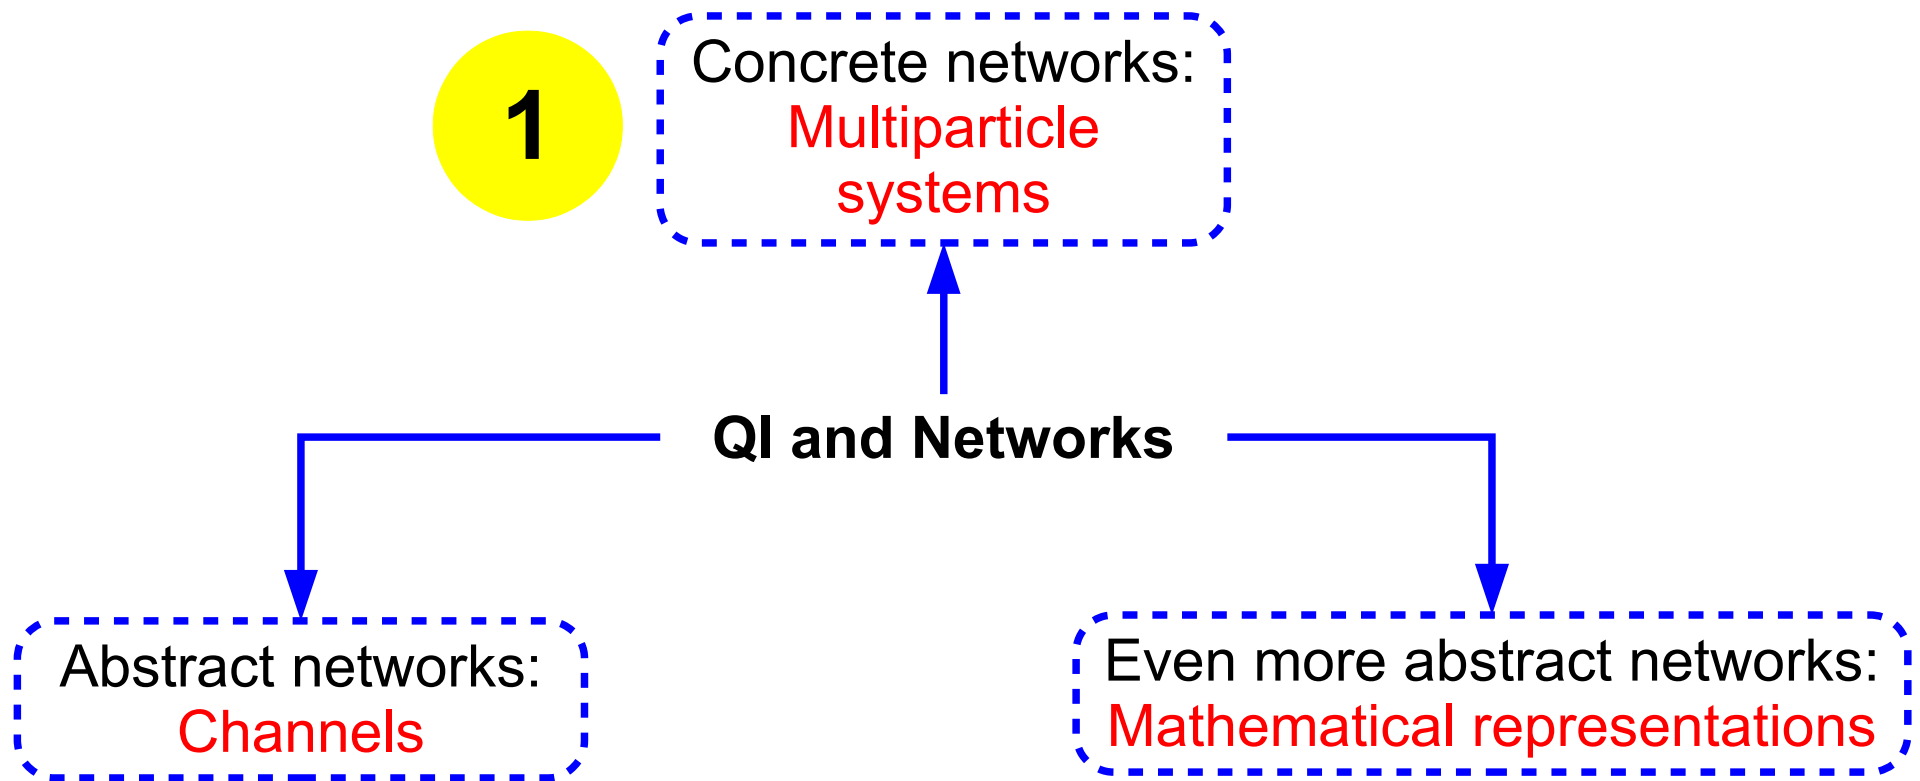 1
Concrete networks:
Multiparticle
systems
QI and Networks
Abstract networks:
Channels
Even more abstract networks:
Mathematical representations